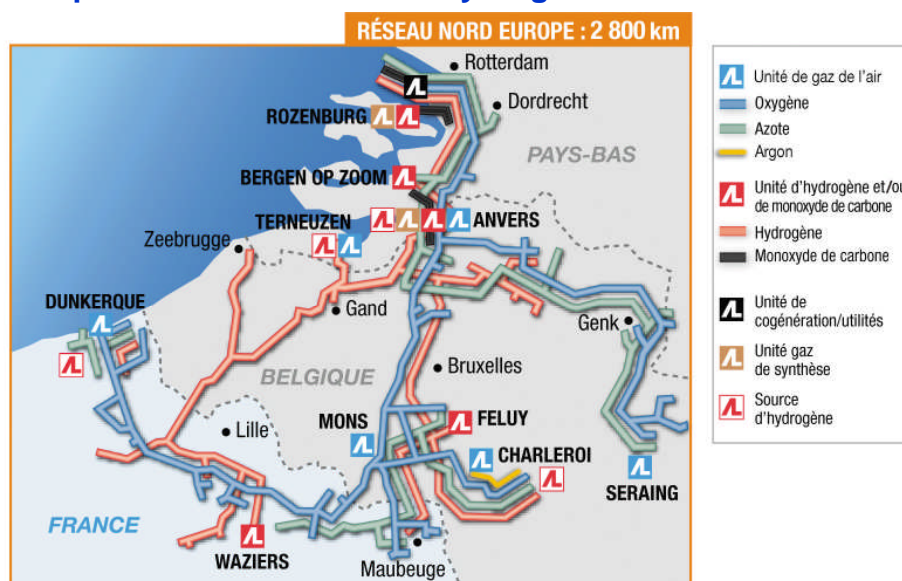 RÉSEAU NORD EUROPE : 2 800 km
Rotterdam
Dordrecht
ROZENBURG
PAYS-BAS
BERGEN OP ZOOM
TERNEUZEN
ANVERS
Zeebrugge
DUNKERQUE
Gand
Genk
Bruxelles
BELGIQUE
Lille
MONS
FELUY
CHARLEROI
SERAING
FRANCE
WAZIERS
Maubeuge
Unité de gaz de l'air
Oxygène
Azote
Argon
Unité d'hydrogène et/ou
de monoxyde de carbone
Hydrogène
Monoxyde de carbone
Unité de
cogénération/utilités
Unité gaz
de synthèse
Source
d'hydrogène